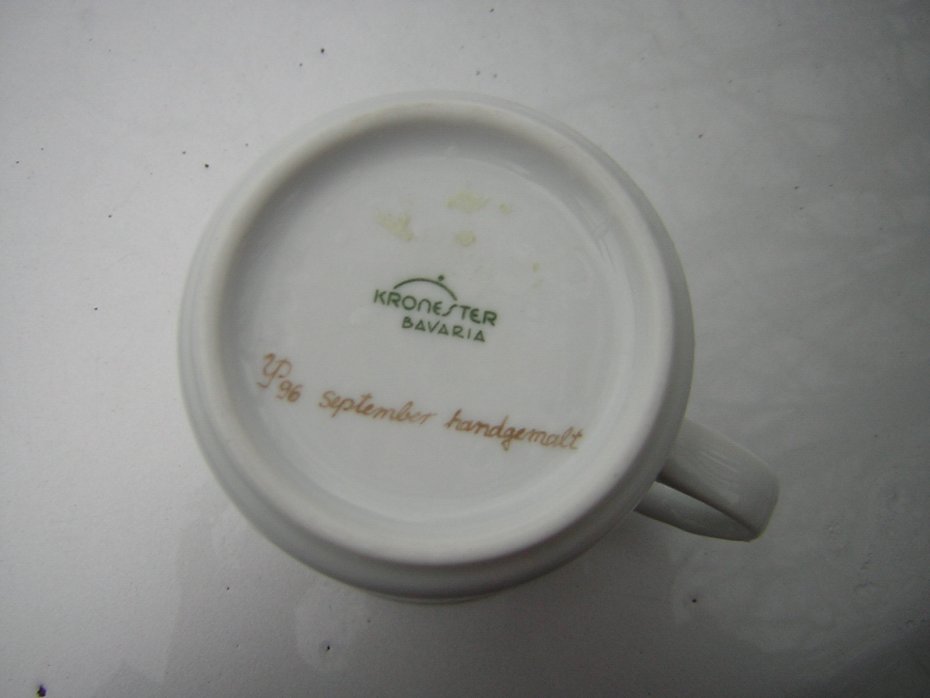 KRONESTER
BAVARIA
96 September handgemalt